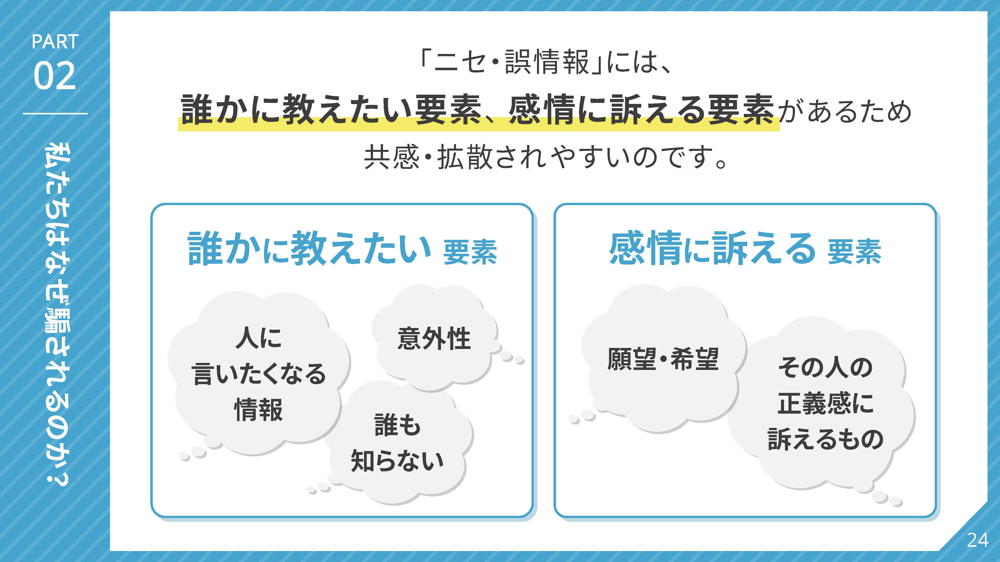 PART
02
私たちはなぜ騙されるのか？
「ニセ・誤情報」には、
誰かに教えたい要素、感情に訴える要素があるため
共感・拡散されやすいのです。
誰かに教えたい 要素
人に
言いたくなる
情報
意外性
誰も
知らない
感情に訴える 要素
願望・希望
その人の
正義感に
訴えるもの
24